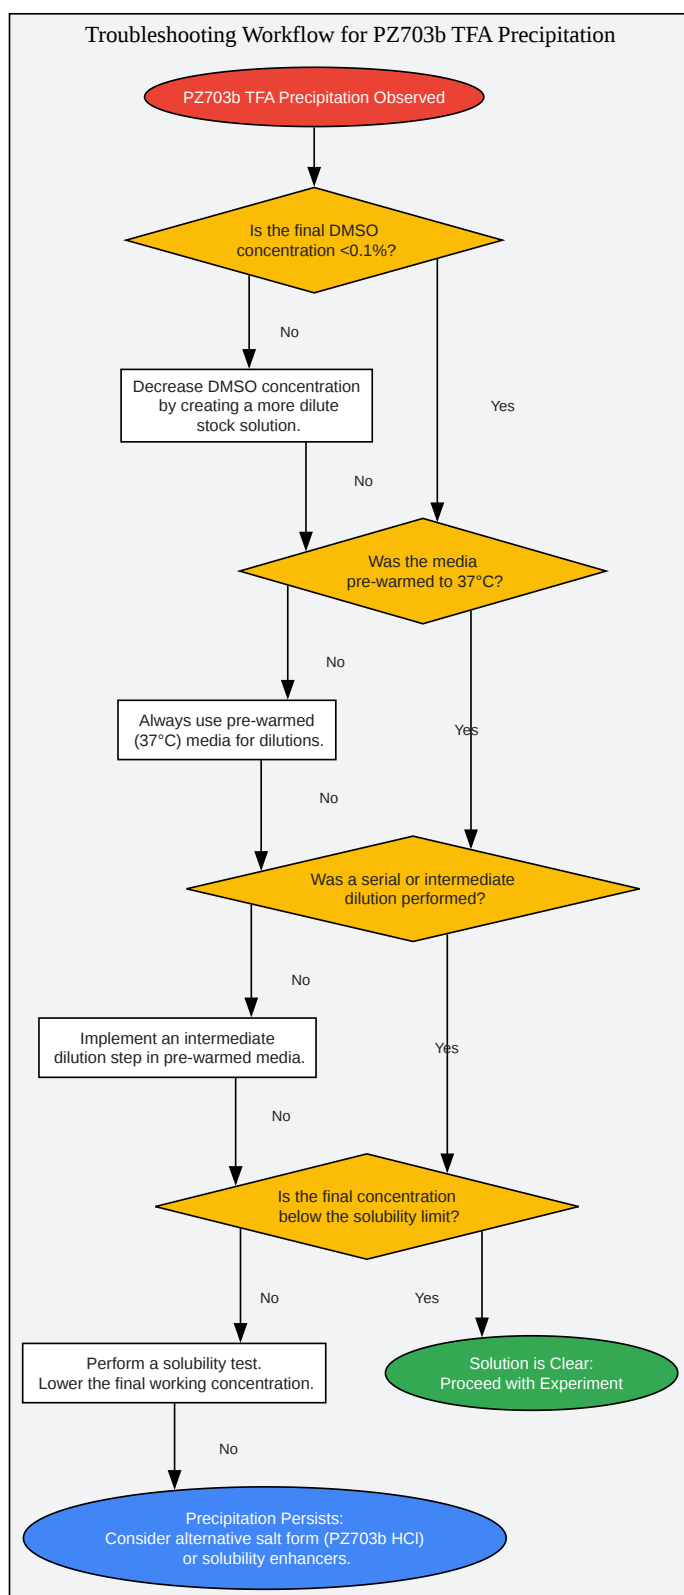 Troubleshooting Workflow for PZ703b TFA Precipitation
PZ703b TFA Precipitation Observed
Is the final DMSO
concentration <0.1%?
No
Decrease DMSO concentration
by creating a more dilute
stock solution.
Yes
No
Was the media
pre-warmed to 37°C?
No
Always use pre-warmed
(37°C) media for dilutions.
Yes
No
Was a serial or intermediate
dilution performed?
No
Implement an intermediate
dilution step in pre-warmed media.
Yes
No
Is the final concentration
below the solubility limit?
No
Yes
Perform a solubility test.
Lower the final working concentration.
Solution is Clear:
Proceed with Experiment
No
Precipitation Persists:
Consider alternative salt form (PZ703b HCl)
or solubility enhancers.